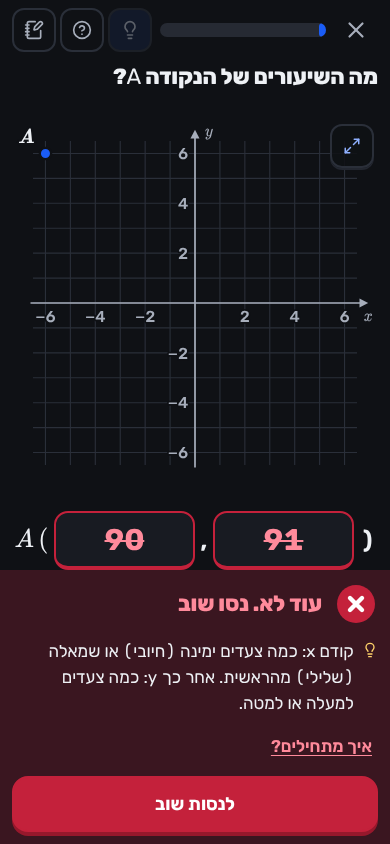 מה השיעורים של הנקודה A?
A
y
6
4
2
−6 −4 −2 2 4 6 x
−2
−4
−6
A ( 90 , 91 )
עוד לא. נסו שוב
קודם x: כמה צעדים ימינה (חיובי) או שמאלה
(שלילי) מהראשית. אחר כך y: כמה צעדים
למעלה או למטה.
איך מתחילים?
לנסות שוב